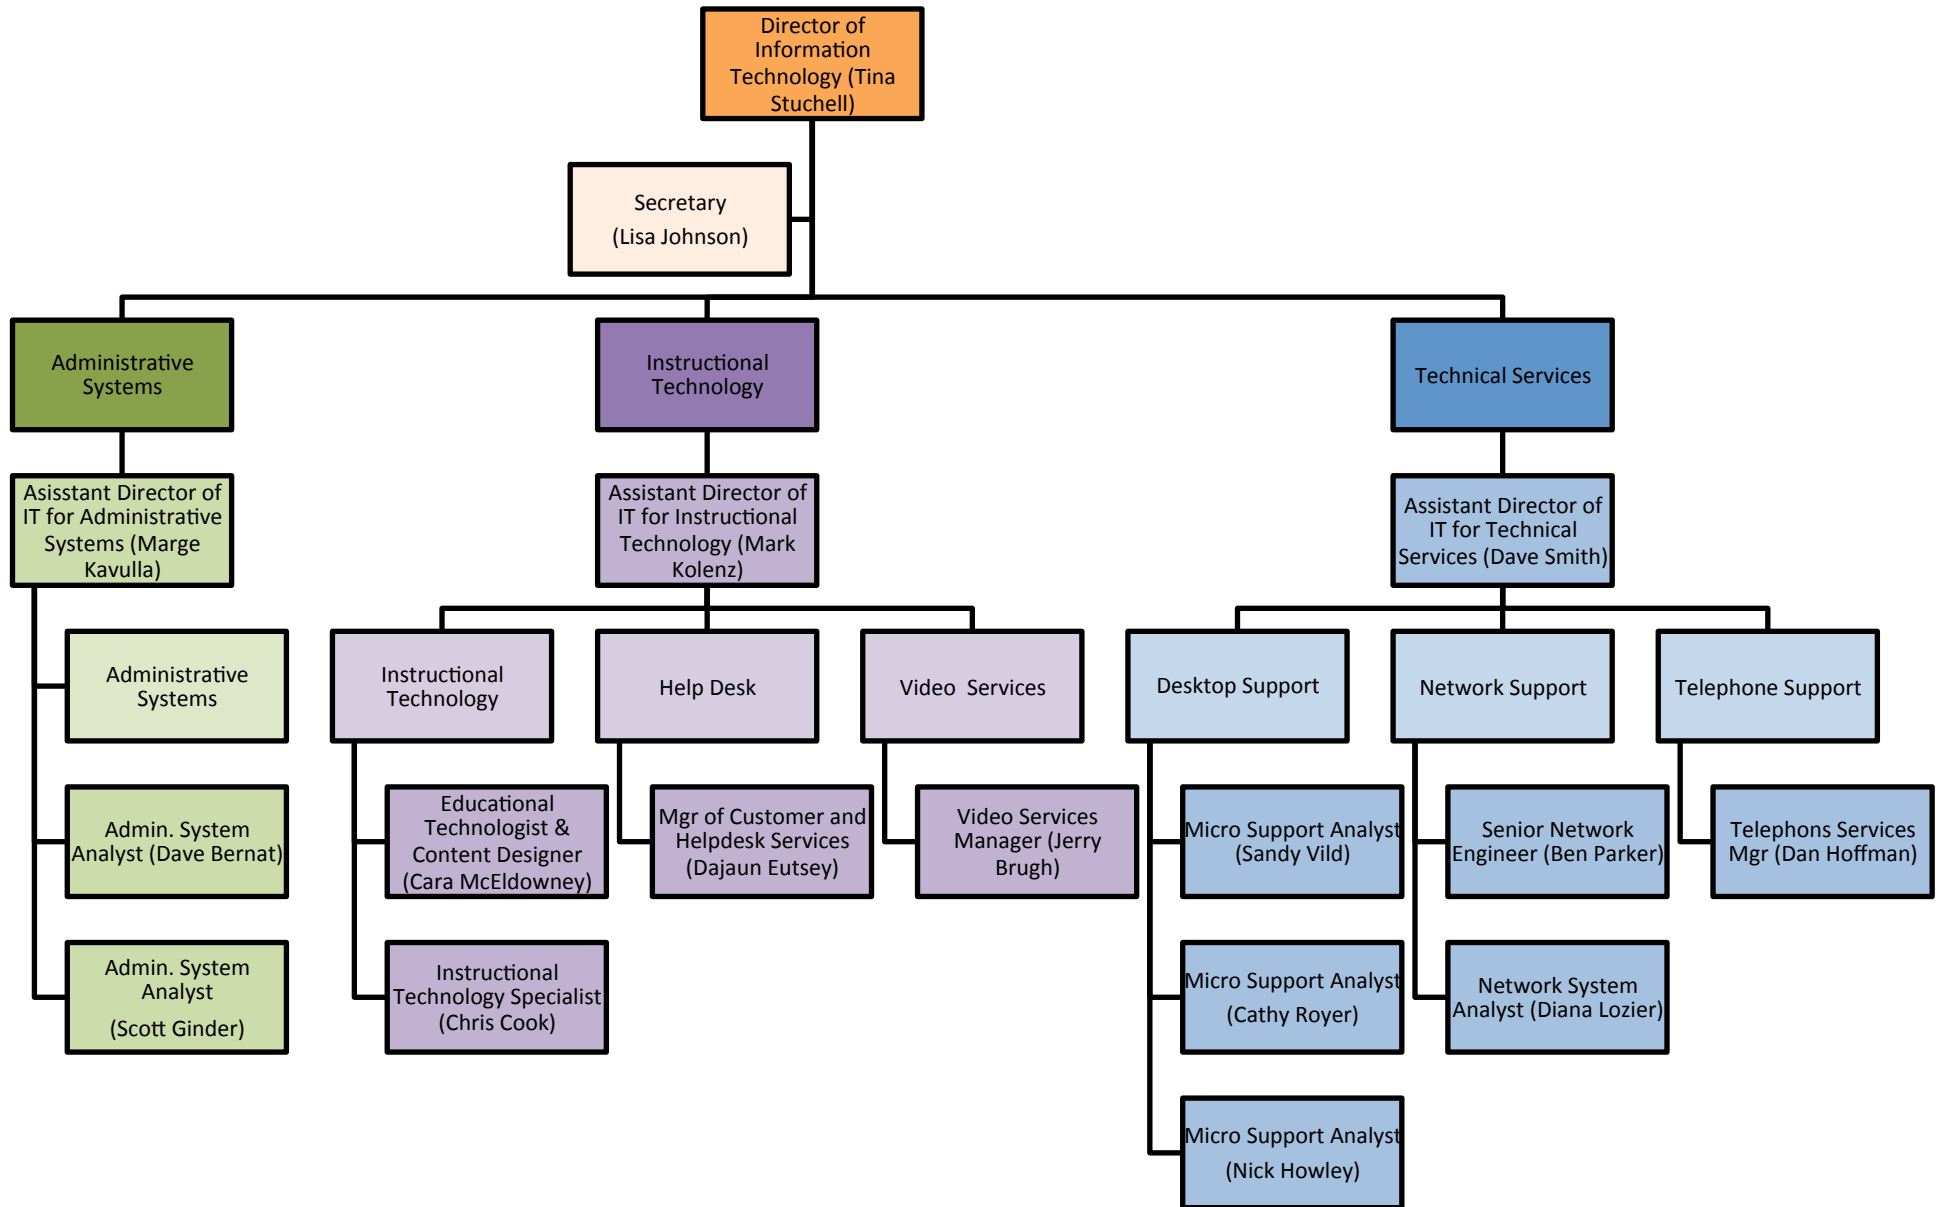 Director of
Information
Technology (Tina
Stuchell)
Secretary
(Lisa Johnson)
Administrative
Systems
Instructional
Technology
Technical Services
Asisstant Director of
IT for Administrative
Systems (Marge
Kavulla)
Assistant Director of
IT for Instructional
Technology (Mark
Kolenz)
Assistant Director of
IT for Technical
Services (Dave Smith)
Administrative
Systems
Instructional
Technology
Help Desk
Video  Services
Desktop Support
Network Support
Telephone Support
Admin. System
Analyst (Dave Bernat)
Educational
Technologist &
Content Designer
(Cara McEldowney)
Mgr of Customer and
Helpdesk Services
(Dajaun Eutsey)
Video Services
Manager (Jerry
Brugh)
Micro Support Analyst
(Sandy Vild)
Senior Network
Engineer (Ben Parker)
Telephons Services
Mgr (Dan Hoffman)
Admin. System
Analyst
(Scott Ginder)
Instructional
Technology Specialist
(Chris Cook)
Micro Support Analyst
(Cathy Royer)
Network System
Analyst (Diana Lozier)
Micro Support Analyst
(Nick Howley)